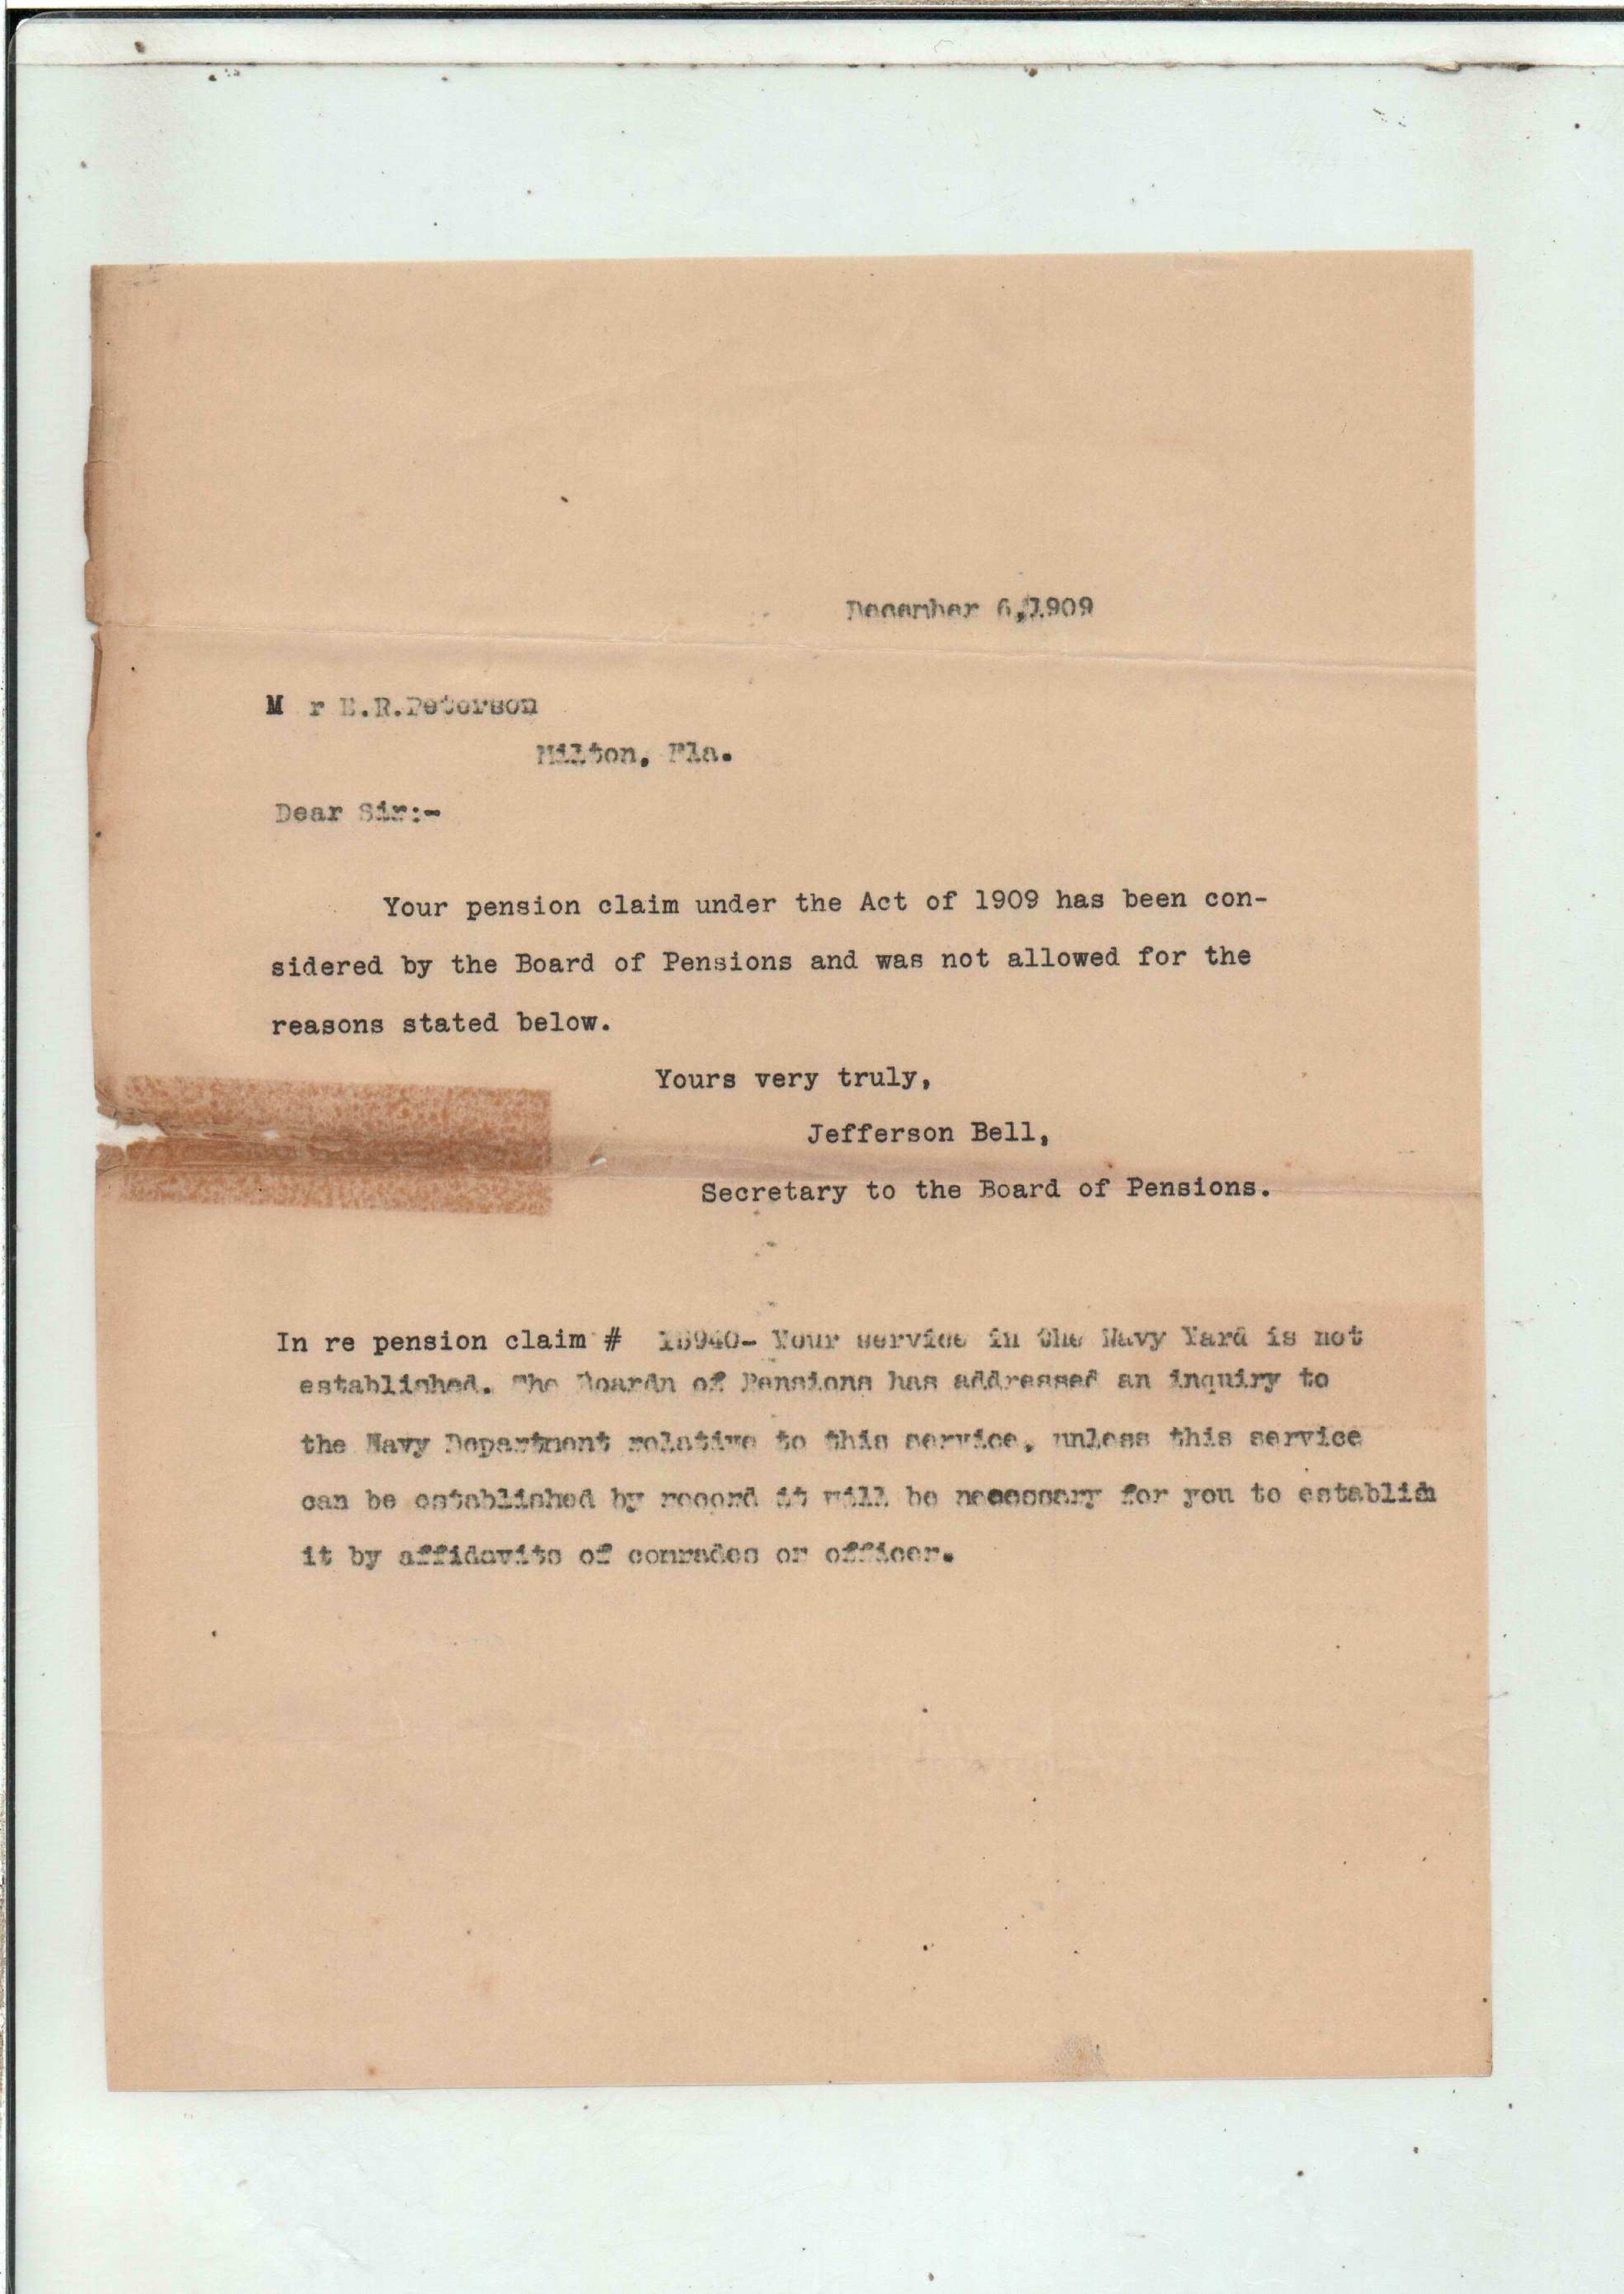 December 6, 1909
M r E.R.Peterson
Milton, Fla.
Dear Sir:-
Your pension claim under the Act of 1909 has been con-
sidered by the Board of Pensions and was not allowed for the
reasons stated below.
Yours very truly,
Jefferson Bell,
Secretary to the Board of Pensions.
In re pension claim # Your service in the Navy Yard is not
established. The Boardn of Pensions has addressed an inquiry to
the Navy Department relative to this service, unless this service
can be established by record it will be necessary for you to establish
it by affidavits of comrades or officer.